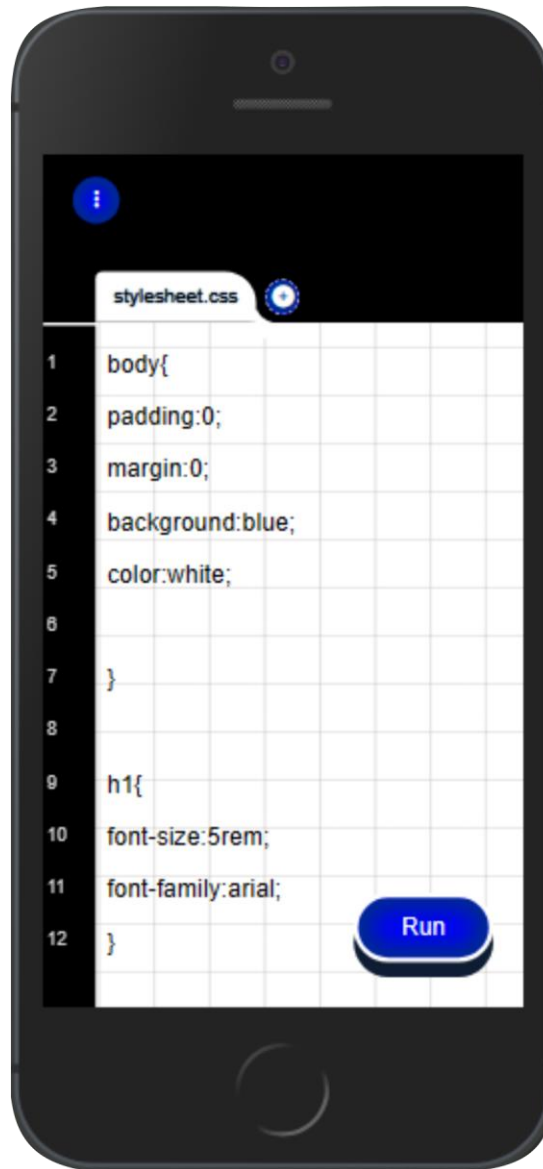 stylesheet.css
1 body{
2 padding:0;
3 margin:0;
4 background:blue;
5 color:white;
6
7 }
8
9 h1{
10 font-size:5rem;
11 font-family:arial;
12 }
Run